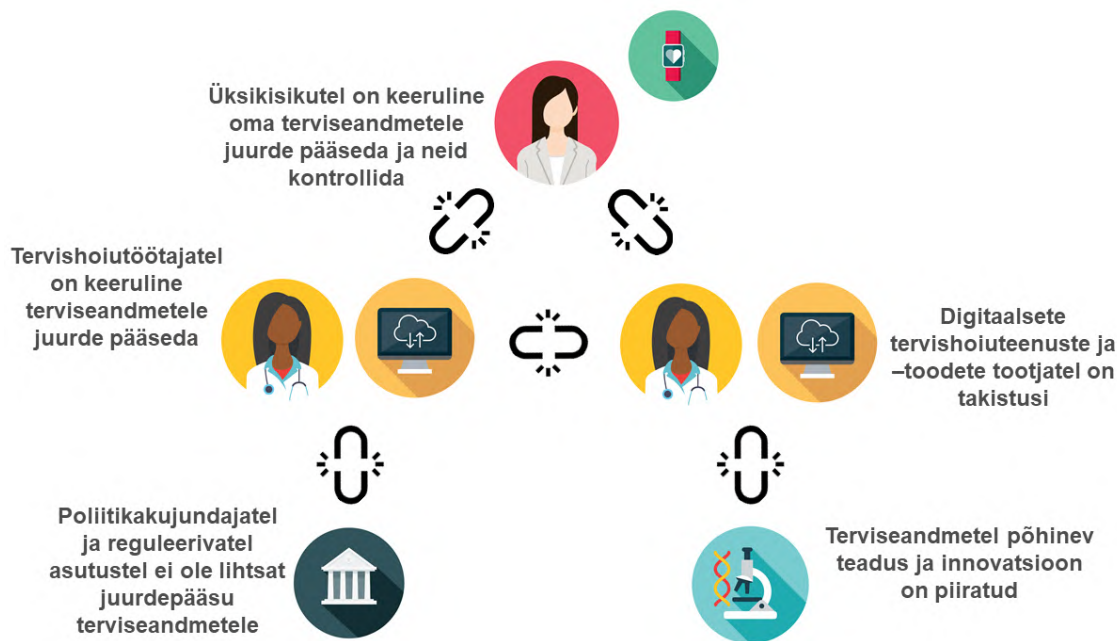 Üksikisikutel on keeruline
oma terviseandmetele
juurde pääseda ja neid
kontrollida
Tervishoiutöötajatel
on keeruline
terviseandmetele
juurde pääseda
Digitaalsete
tervishoiuteenuste ja
–toodete tootjatel on
takistusi
Poliitikakujundajatel
ja reguleerivatel
asutustel ei ole lihtsat
juurdepääsu
terviseandmetele
Terviseandmetel põhinev
teadus ja innovatsioon
on piiratud